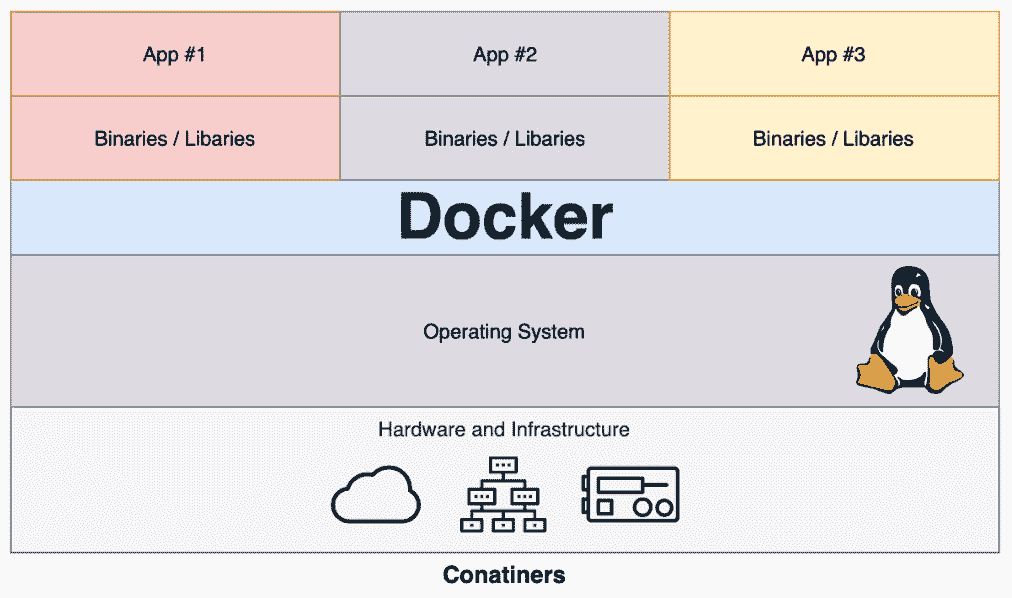 App #1
App #2
App #3
Binaries / Libaries
Binaries / Libaries
Binaries / Libaries
Docker
Operating System
Hardware and Infrastructure
Conatiners